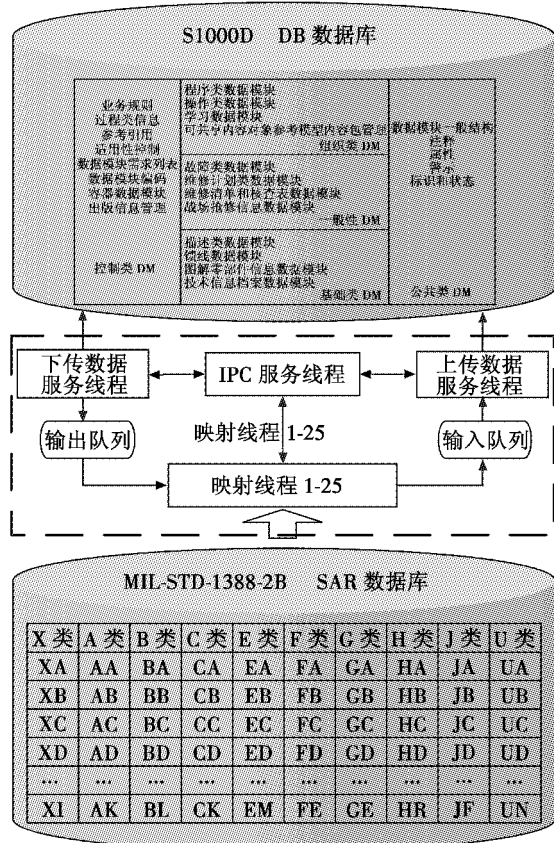 S1000D DB 数据库
业务规则
过程类信息
参考引用
适用性控制
数据模块需求列表
数据模块编码
容器数据模块
出版信息管理
控制类 DM
程序类数据模块
操作类数据模块
学习数据模块
可共享内容对象参考模型内容包管理
组织类 DM
故障类数据模块
维修计划类数据模块
维修清单和核查表数据模块
战场抢修信息数据模块
一般性 DM
描述类数据模块
馈线数据模块
图解零部件信息数据模块
技术信息档案数据模块
基础类 DM
数据模块一般结构
注释
属性
警示
标识和状态
公共类 DM
下传数据
服务线程
IPC 服务线程
上传数据
服务线程
输出队列
映射线程 1-25
输入队列
映射线程 1-25
MIL-STD-1388-2B SAR 数据库
X 类 A 类 B 类 C 类 E 类 F 类 G 类 H 类 J 类 U 类
XA AA BA CA EA FA GA HA JA UA
XB AB BB CB EB FB GB HB JB UB
XC AC BC CC EC FC GC HC JC UC
XD AD BD CD ED FD GD HD JD UD
... ... ... ... ... ... ... ... ... ...
XI AK BL CK EM FE GE HR JF UN